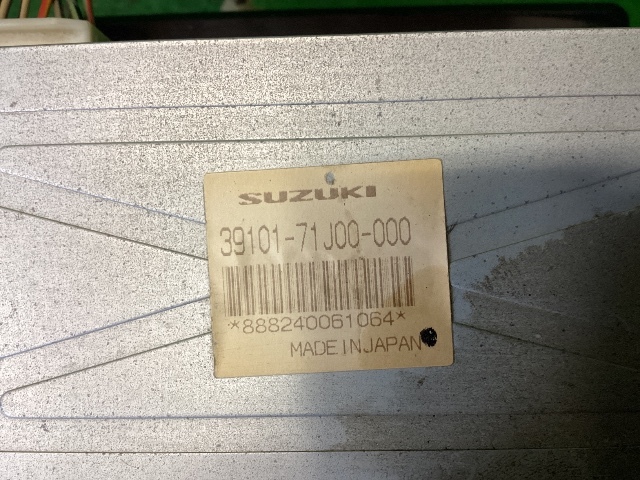 SUZUKI
39101-71J00-000
*888240061064*
MADE IN JAPAN